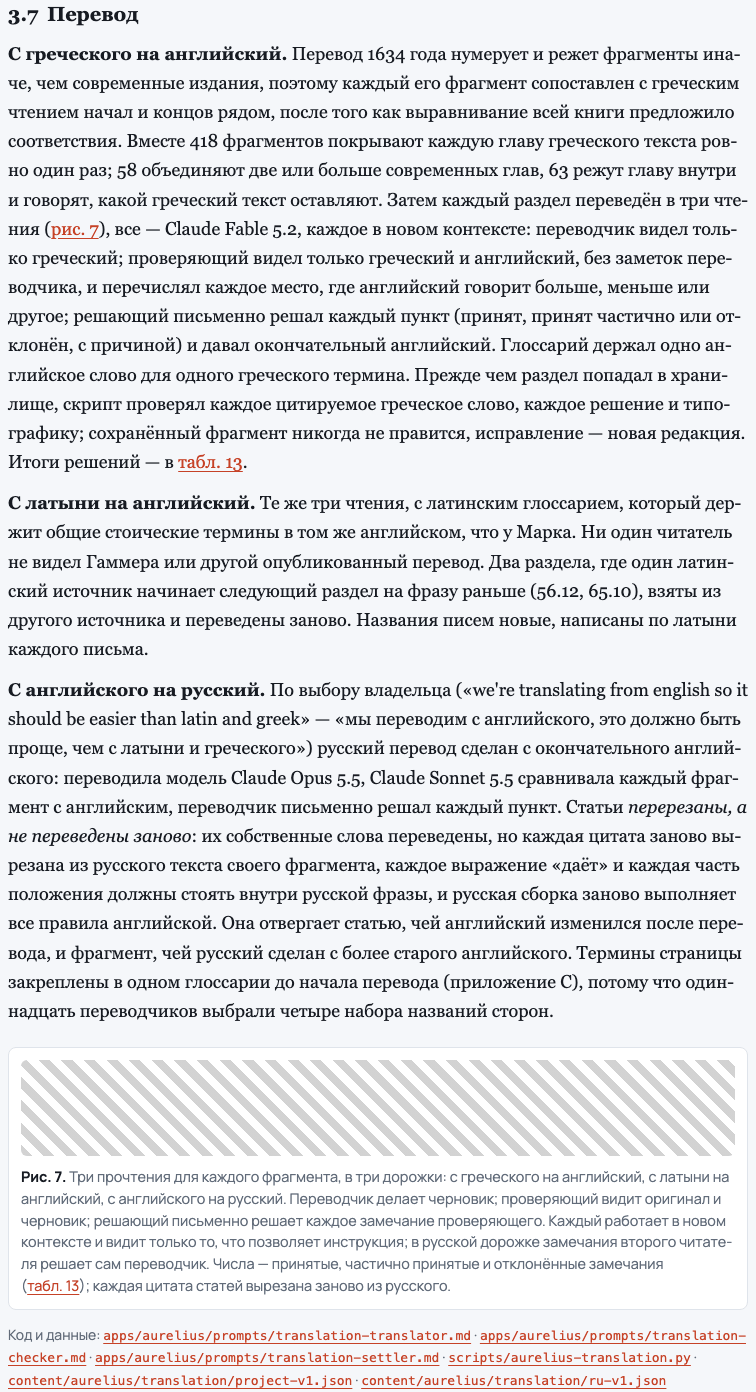 3.7 Перевод
С греческого на английский. Перевод 1634 года нумерует и режет фрагменты ина-
че, чем современные издания, поэтому каждый его фрагмент сопоставлен с греческим
чтением начал и концов рядом, после того как выравнивание всей книги предложило
соответствия. Вместе 418 фрагментов покрывают каждую главу греческого текста ров-
но один раз; 58 объединяют две или больше современных глав, 63 режут главу внутри
и говорят, какой греческий текст оставляют. Затем каждый раздел переведён в три чте-
ния (рис. 7), все — Claude Fable 5.2, каждое в новом контексте: переводчик видел толь-
ко греческий; проверяющий видел только греческий и английский, без заметок пере-
водчика, и перечислял каждое место, где английский говорит больше, меньше или
другое; решающий письменно решал каждый пункт (принят, принят частично или от-
клонён, с причиной) и давал окончательный английский. Глоссарий держал одно ан-
глийское слово для одного греческого термина. Прежде чем раздел попадал в храни-
лище, скрипт проверял каждое цитируемое греческое слово, каждое решение и типо-
графику; сохранённый фрагмент никогда не правится, исправление — новая редакция.
Итоги решений — в табл. 13.
С латыни на английский. Те же три чтения, с латинским глоссарием, который дер-
жит общие стоические термины в том же английском, что у Марка. Ни один читатель
не видел Гаммера или другой опубликованный перевод. Два раздела, где один латин-
ский источник начинает следующий раздел на фразу раньше (56.12, 65.10), взяты из
другого источника и переведены заново. Названия писем новые, написаны по латыни
каждого письма.
С английского на русский. По выбору владельца («we're translating from english so it
should be easier than latin and greek» — «мы переводим с английского, это должно быть
проще, чем с латыни и греческого») русский перевод сделан с окончательного англий-
ского: переводила модель Claude Opus 5.5, Claude Sonnet 5.5 сравнивала каждый фраг-
мент с английским, переводчик письменно решал каждый пункт. Статьи перерезаны, а
не переведены заново: их собственные слова переведены, но каждая цитата заново вы-
резана из русского текста своего фрагмента, каждое выражение «даёт» и каждая часть
положения должны стоять внутри русской фразы, и русская сборка заново выполняет
все правила английской. Она отвергает статью, чей английский изменился после пере-
вода, и фрагмент, чей русский сделан с более старого английского. Термины страницы
закреплены в одном глоссарии до начала перевода (приложение C), потому что один-
надцать переводчиков выбрали четыре набора названий сторон.
Рис. 7. Три прочтения для каждого фрагмента, в три дорожки: с греческого на английский, с латыни на
английский, с английского на русский. Переводчик делает черновик; проверяющий видит оригинал и
черновик; решающий письменно решает каждое замечание проверяющего. Каждый работает в новом
контексте и видит только то, что позволяет инструкция; в русской дорожке замечания второго читате-
ля решает сам переводчик. Числа — принятые, частично принятые и отклонённые замечания
(табл. 13); каждая цитата статей вырезана заново из русского.
Код и данные: apps/aurelius/prompts/translation-translator.md · apps/aurelius/prompts/translation-
checker.md · apps/aurelius/prompts/translation-settler.md · scripts/aurelius-translation.py ·
content/aurelius/translation/project-v1.json · content/aurelius/translation/ru-v1.json